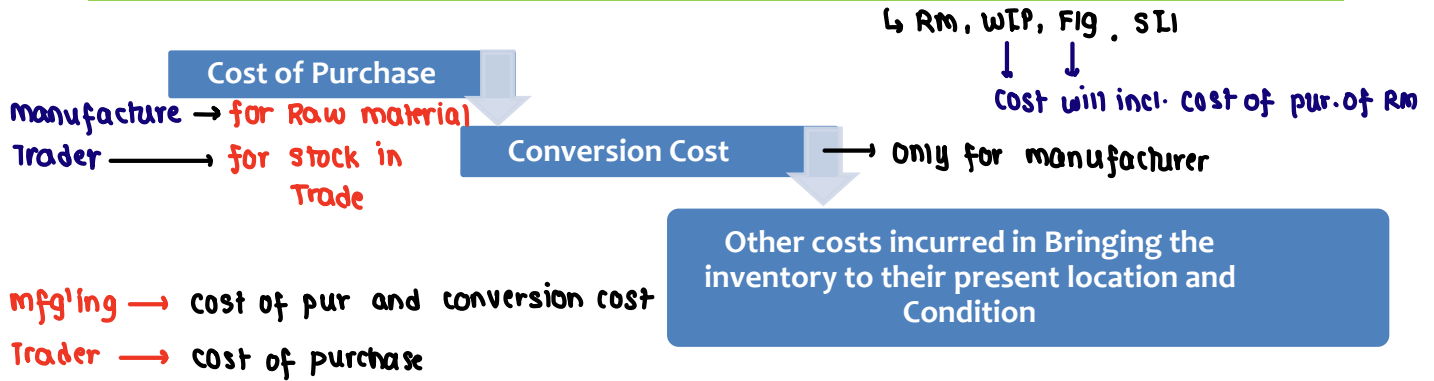 ↳ Rm, WIP, FIg. SLI
Cost of Purchase
manufacture → for Raw material
cost will incl. cost of pur. of RM
Trader → for stock in
Trade
Conversion Cost → only for manufacturer
Other costs incurred in Bringing the
inventory to their present location and
Condition
mfg'ing → cost of pur and conversion cost
Trader → cost of purchase